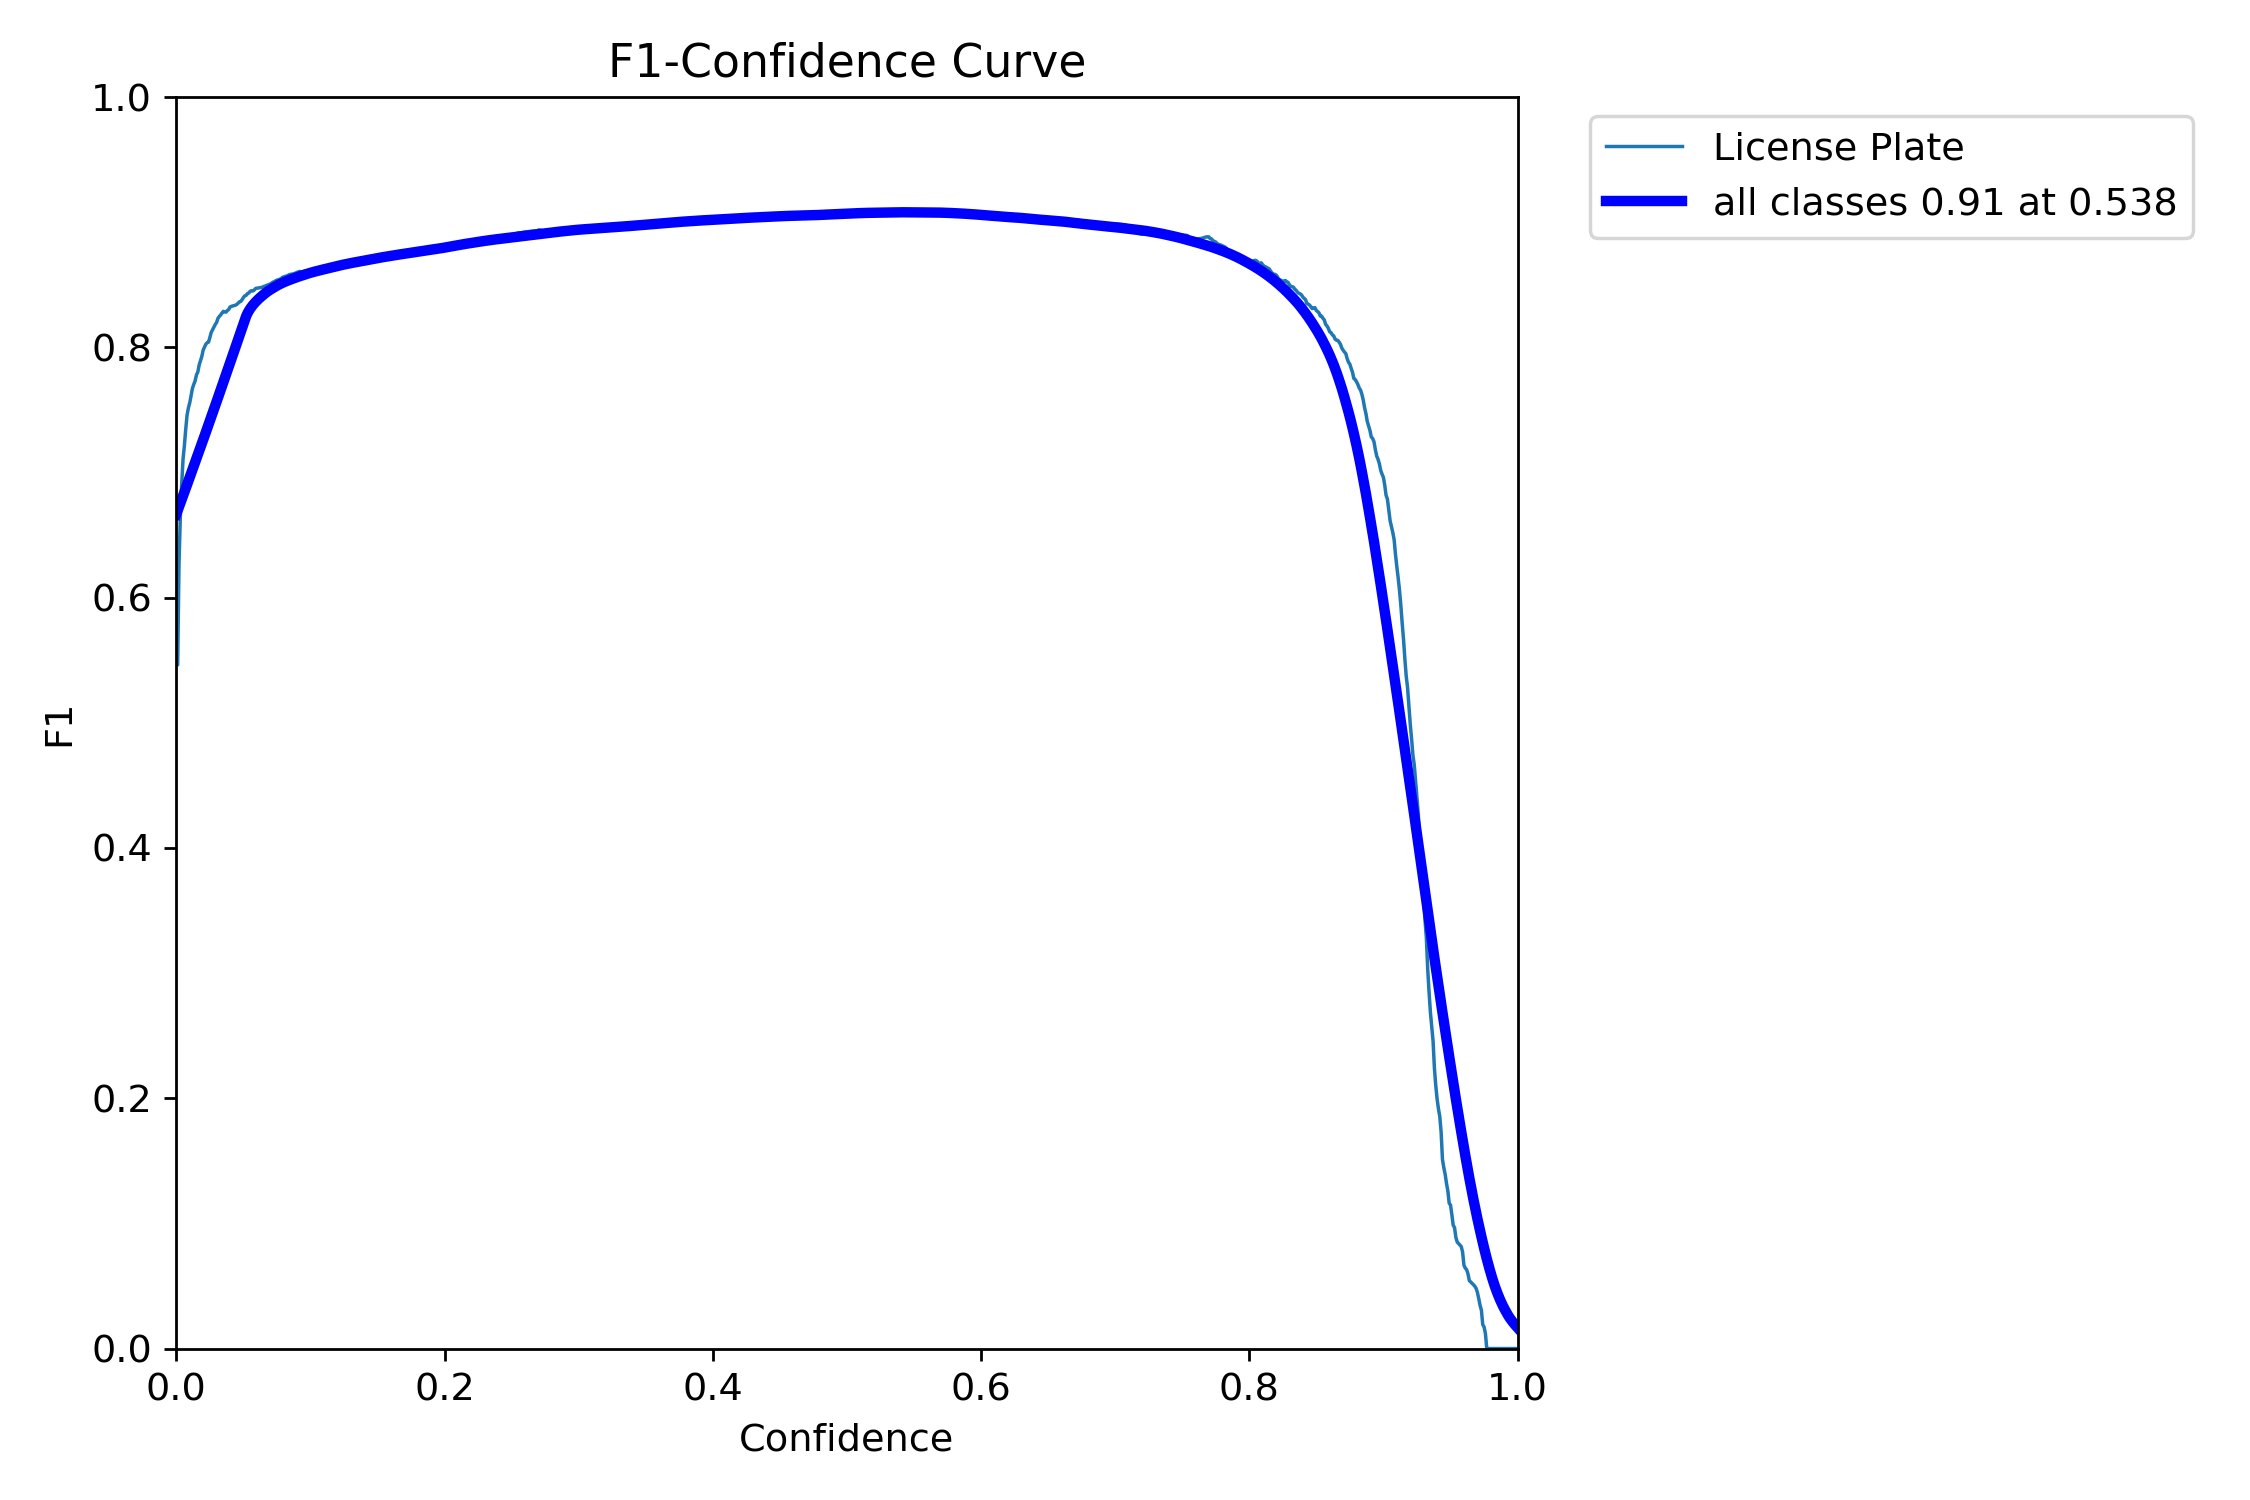 F1-Confidence Curve
1.0
0.8
0.6
0.4
0.2
0.0
F1
0.0 0.2 0.4 0.6 0.8 1.0
Confidence
License Plate
all classes 0.91 at 0.538